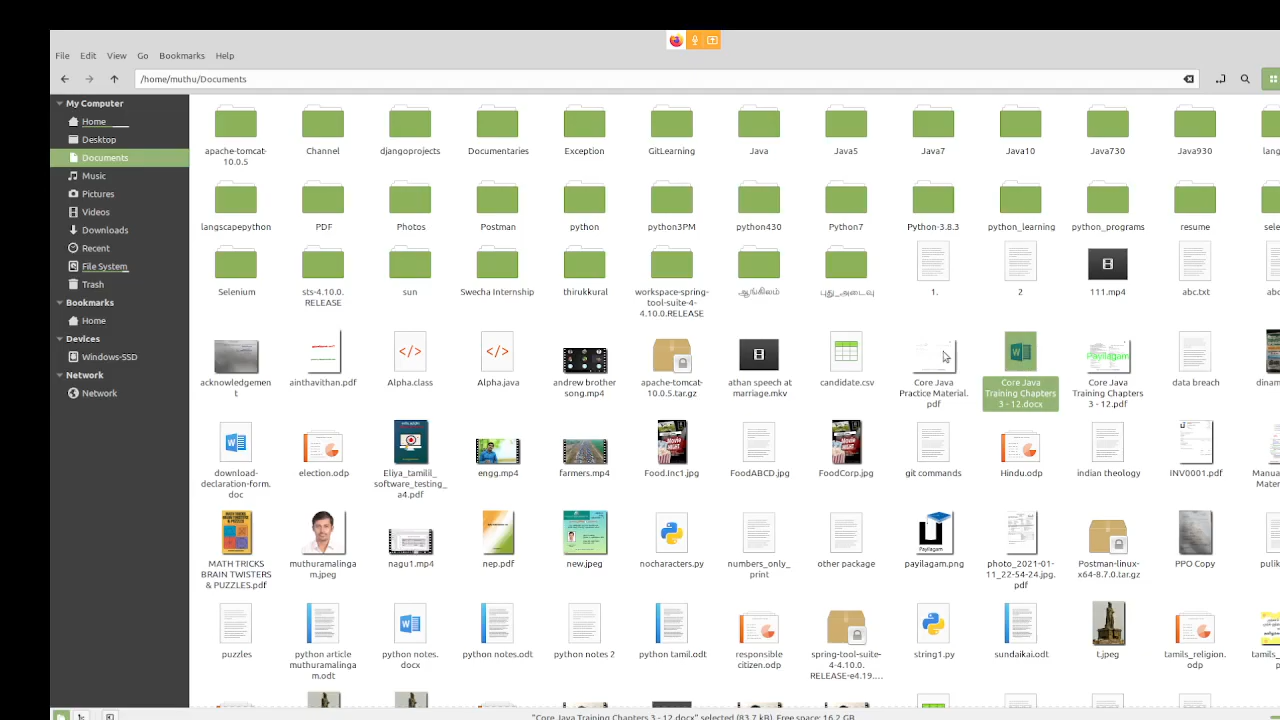 File Edit View Go Bookmarks Help
/home/muthu/Documents
My Computer
Home
Desktop
Documents
Music
Pictures
Videos
Downloads
Recent
File System
Trash
Bookmarks
Home
Devices
Windows-SSD
Network
Network
apache-tomcat-10.0.5
Channel
djangoprojects
Documentaries
Exception
GitLearning
Java
Java5
Java7
Java10
Java730
Java930
lang
langscapepython
PDF
Photos
Postman
python
python3PM
python430
Python7
Python-3.8.3
python_learning
python_programs
resume
sele
Selenium
sts-4.10.0.
RELEASE
sun
Swecha Internship
thirukkural
workspace-spring-
tool-suite-4-
4.10.0.RELEASE
ஆங்கிலம்
புது_அடைவு
1.
2
111.mp4
abc.txt
abc
acknowledgemen
t
ainthavithan.pdf
Alpha.class
Alpha.java
andrew brother
song.mp4
apache-tomcat-
10.0.5.tar.gz
athan speech at
marriage.mkv
candidate.csv
Core Java
Practice Material.
pdf
Core Java
Training Chapters
3 - 12.docx
Payilagam
Core Java
Training Chapters
3 - 12.pdf
data breach
dinam
download-
declaration-form.
doc
election.odp
Eliya_tamilil_
software_testing_
a4.pdf
engg.mp4
farmers.mp4
Food.Inc1.jpg
FoodABCD.jpg
FoodCorp.jpg
git commands
Hindu.odp
indian theology
INV0001.pdf
Manua
Mater
MATH TRICKS
BRAIN TWISTERS
& PUZZLES.pdf
muthuramalinga
m.jpeg
nagu1.mp4
nep.pdf
new.jpeg
nocharacters.py
numbers_only_
print
other package
Payilagam
payilagam.png
photo_2021-01-
11_22-54-24.jpg.
pdf
Postman-linux-
x64-8.7.0.tar.gz
PPO Copy
pulik
puzzles
python article
muthuramalinga
m.odt
python notes.
docx
python notes.odt
python notes 2
python tamil.odt
responsible
citizen.odp
spring-tool-suite-
4-4.10.0.
RELEASE-e4.19....
string1.py
sundaikai.odt
t.jpeg
tamils_religion.
odp
tamils_
p
"Core Java Training Chapters 3 - 12.docx" selected (83.7 kB), Free space: 16.2 GB